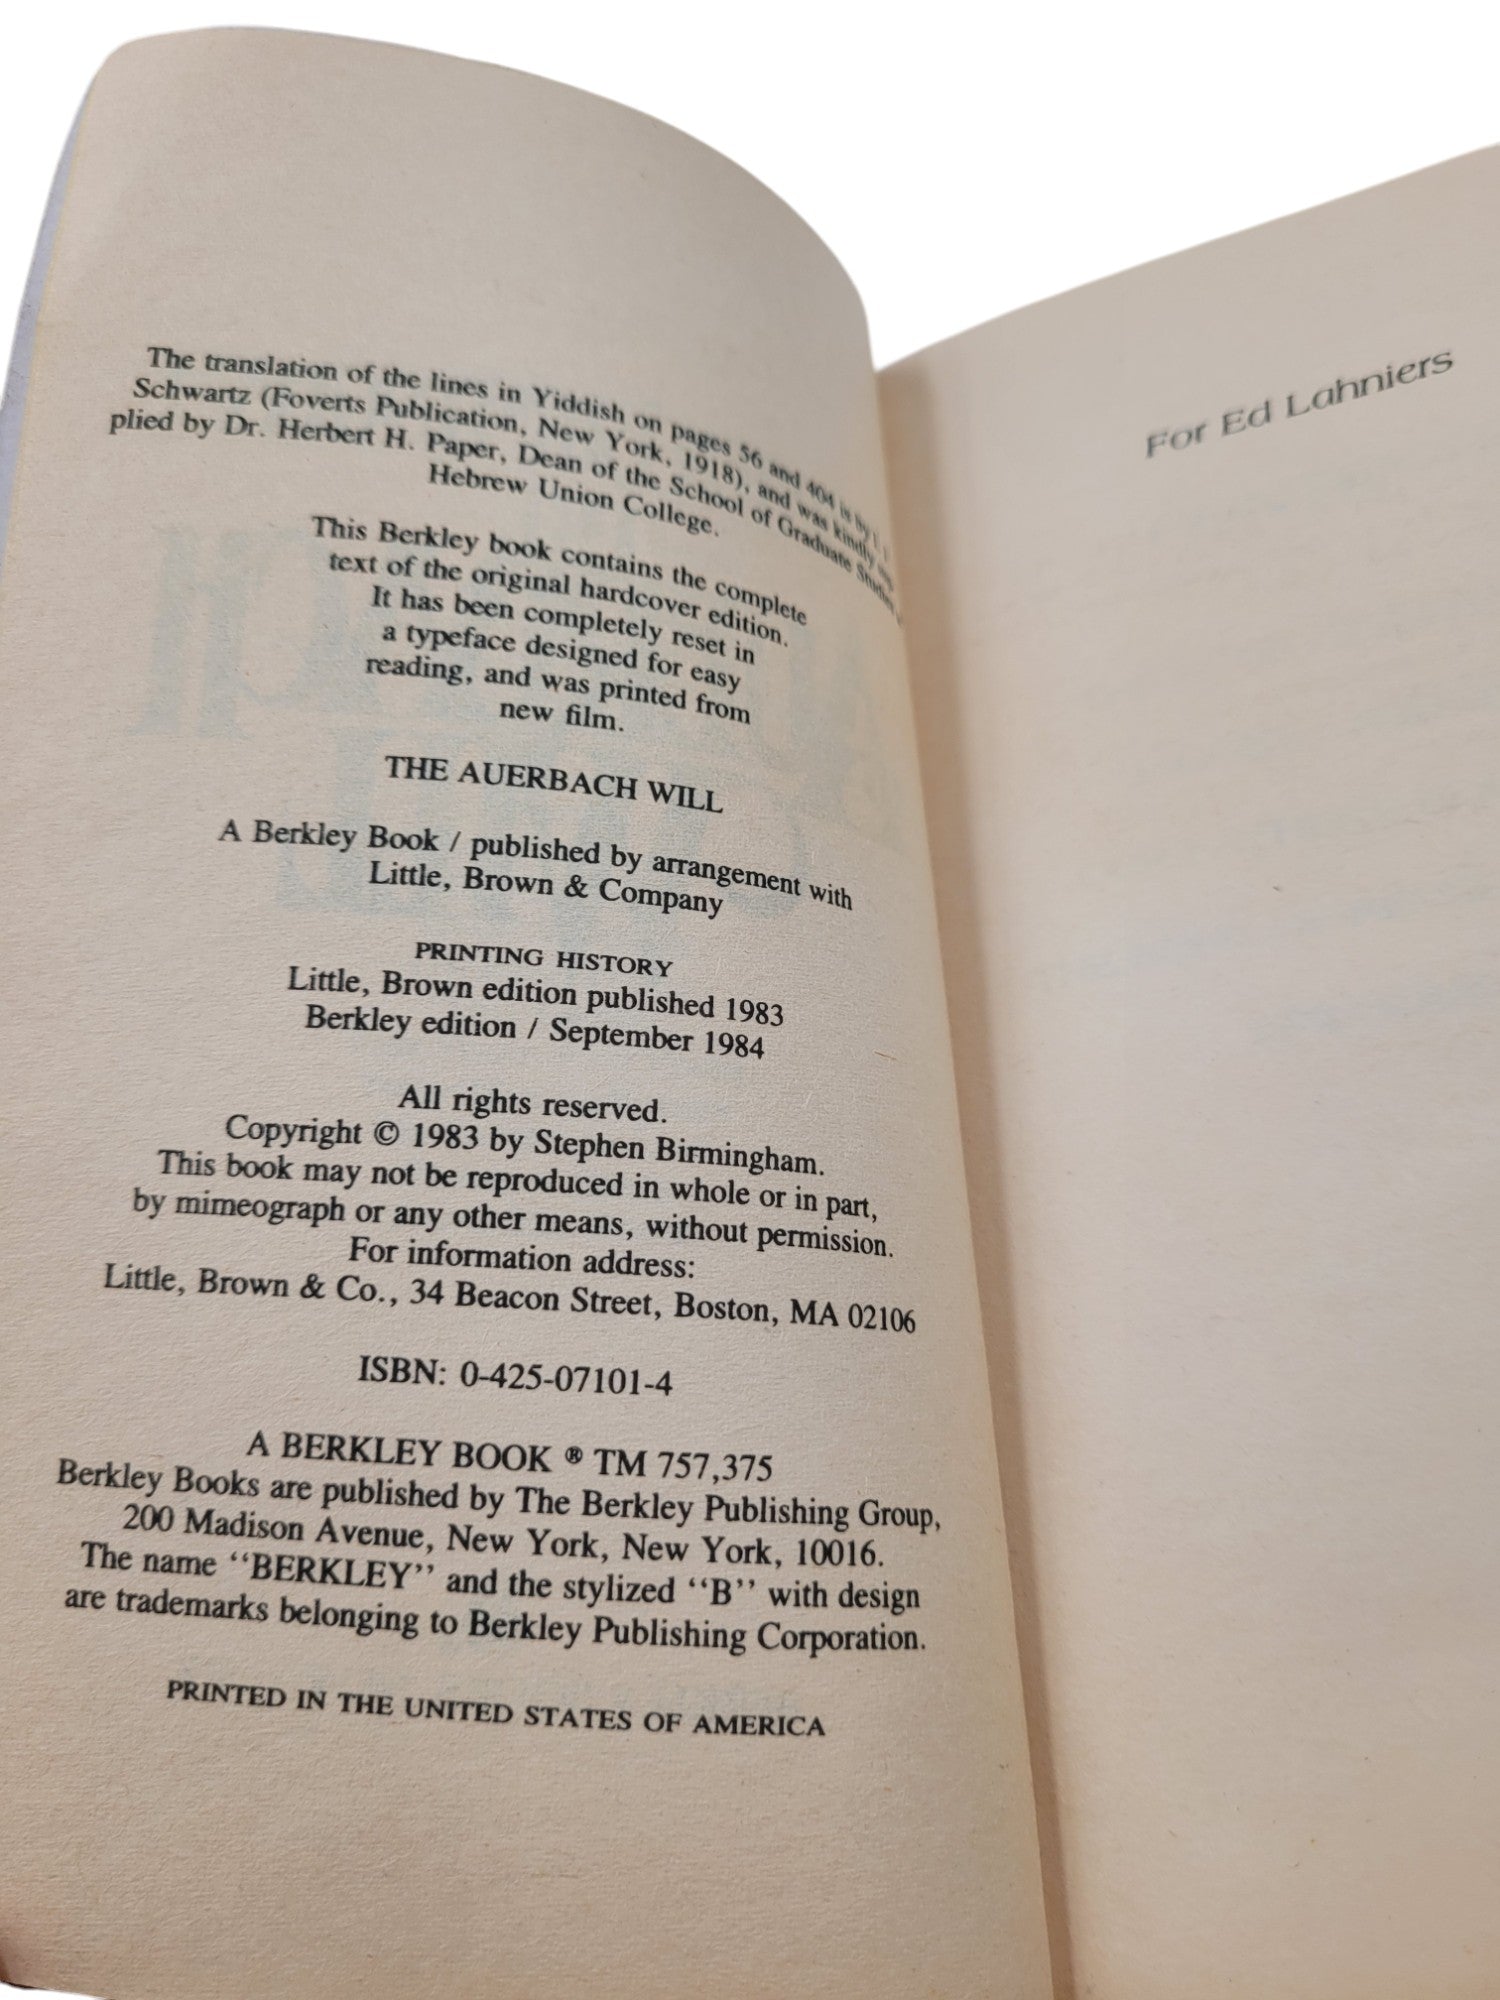 The translation of the lines in Yiddish on pages 56 and 404 is by I. J.
Schwartz (Foverts Publication, New York, 1918), and was kindly
plied by Dr. Herbert H. Paper, Dean of the School of Graduate Studies
Hebrew Union College.
This Berkley book contains the complete
text of the original hardcover edition.
It has been completely reset in
a typeface designed for easy
reading, and was printed from
new film.
THE AUERBACH WILL
A Berkley Book / published by arrangement with
Little, Brown & Company
PRINTING HISTORY
Little, Brown edition published 1983
Berkley edition / September 1984
All rights reserved.
Copyright © 1983 by Stephen Birmingham.
This book may not be reproduced in whole or in part,
by mimeograph or any other means, without permission.
For information address:
Little, Brown & Co., 34 Beacon Street, Boston, MA 02106
ISBN: 0-425-07101-4
A BERKLEY BOOK ® TM 757,375
Berkley Books are published by The Berkley Publishing Group,
200 Madison Avenue, New York, New York, 10016.
The name ‘‘BERKLEY’’ and the stylized ‘‘B’’ with design
are trademarks belonging to Berkley Publishing Corporation.
PRINTED IN THE UNITED STATES OF AMERICA
For Ed Lahniers